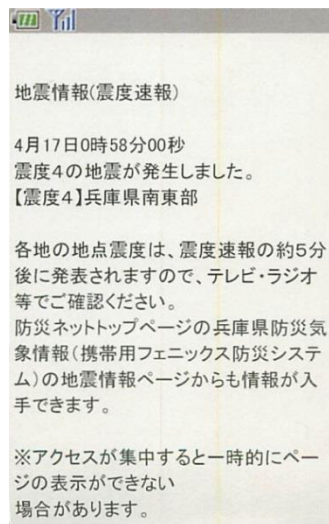 地震情報(震度速報)
4月17日0時58分00秒
震度4の地震が発生しました。
【震度4】兵庫県南東部
各地の地点震度は、震度速報の約5分
後に発表されますので、テレビ・ラジオ
等でご確認ください。
防災ネットトップページの兵庫県防災気
象情報(携帯用フェニックス防災システ
ム)の地震情報ページからも情報が入
手できます。
※アクセスが集中すると一時的にペー
ジの表示ができない
場合があります。